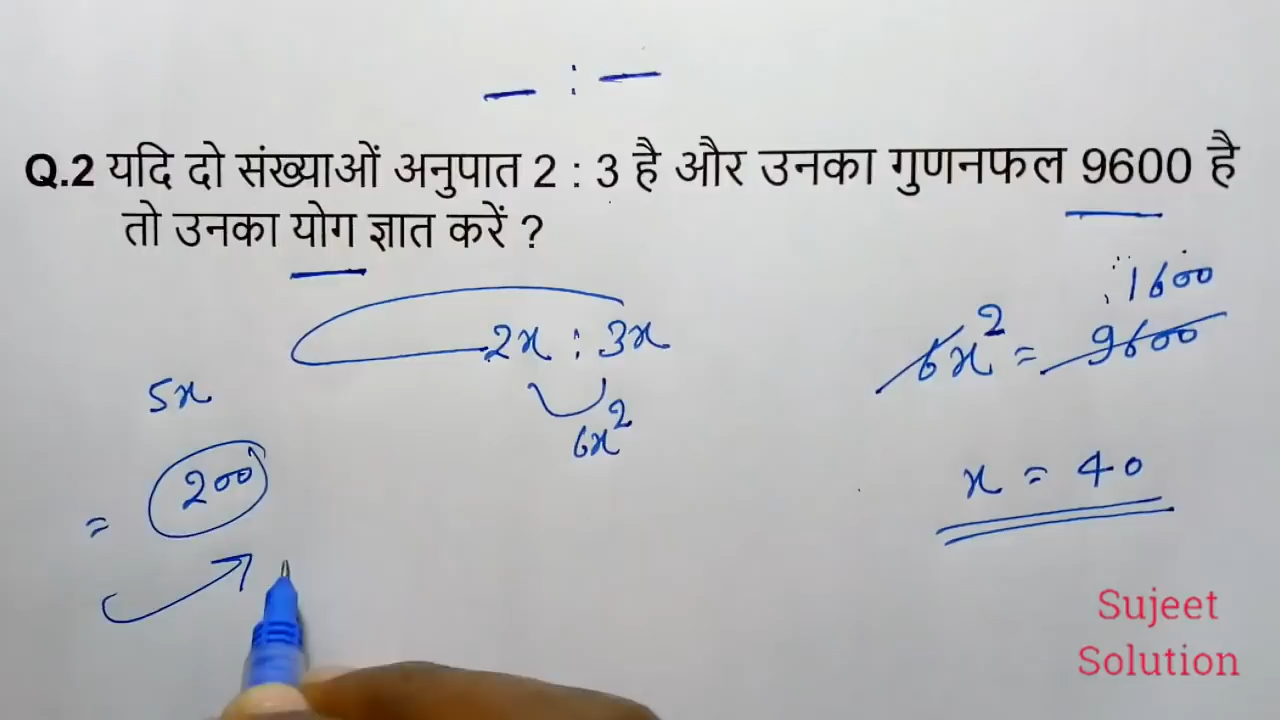 — : —
Q.2 यदि दो संख्याओं अनुपात 2 : 3 है और उनका गुणनफल 9600 है
तो उनका योग ज्ञात करें ?
2x : 3x
6x²
5x
= 200
1600
6x² = 9600
x = 40
Sujeet
Solution